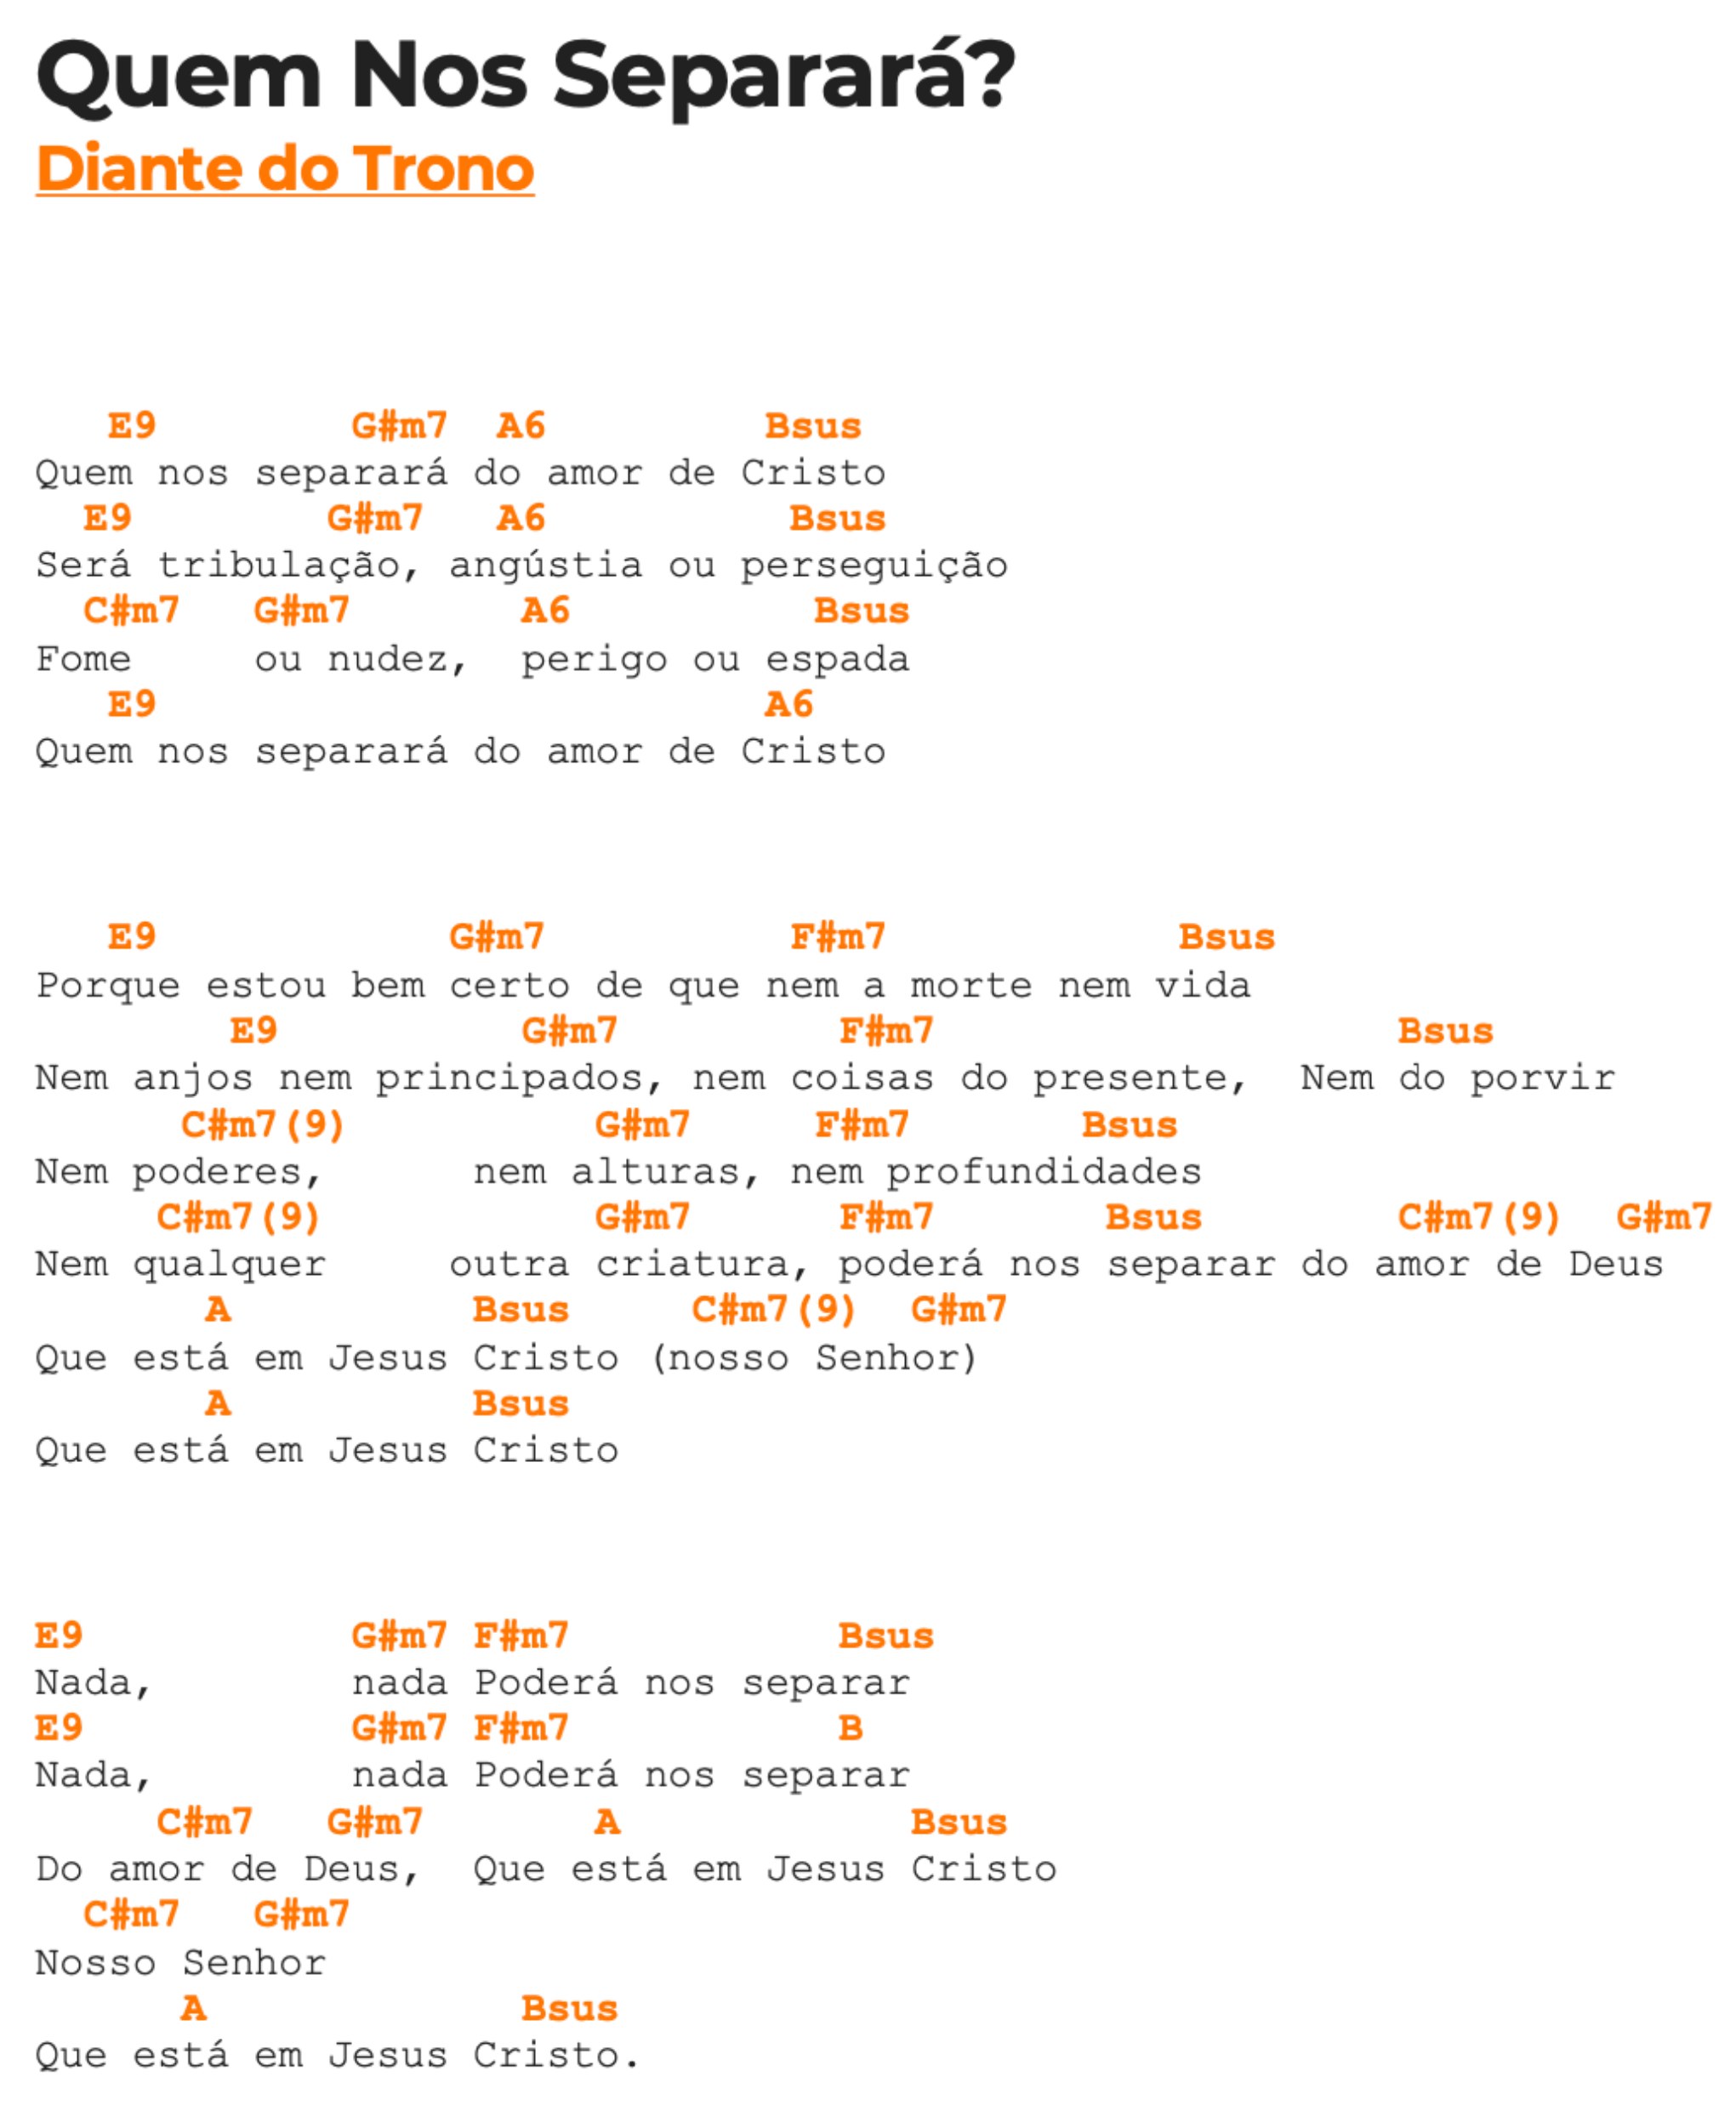 Quem Nos Separará?
Diante do Trono
   E9        G#m7  A6         Bsus
Quem nos separará do amor de Cristo
  E9        G#m7   A6          Bsus
Será tribulação, angústia ou perseguição
  C#m7   G#m7       A6          Bsus
Fome     ou nudez,  perigo ou espada
   E9                         A6
Quem nos separará do amor de Cristo
   E9            G#m7          F#m7            Bsus
Porque estou bem certo de que nem a morte nem vida
        E9          G#m7         F#m7                   Bsus
Nem anjos nem principados, nem coisas do presente,  Nem do porvir
      C#m7(9)          G#m7     F#m7       Bsus
Nem poderes,      nem alturas, nem profundidades
     C#m7(9)           G#m7      F#m7       Bsus        C#m7(9)  G#m7
Nem qualquer     outra criatura, poderá nos separar do amor de Deus
       A          Bsus     C#m7(9)  G#m7
Que está em Jesus Cristo (nosso Senhor)
       A          Bsus
Que está em Jesus Cristo
E9           G#m7 F#m7           Bsus
Nada,        nada Poderá nos separar
E9           G#m7 F#m7           B
Nada,        nada Poderá nos separar
     C#m7   G#m7       A            Bsus
Do amor de Deus,  Que está em Jesus Cristo
  C#m7   G#m7
Nosso Senhor
      A             Bsus
Que está em Jesus Cristo.